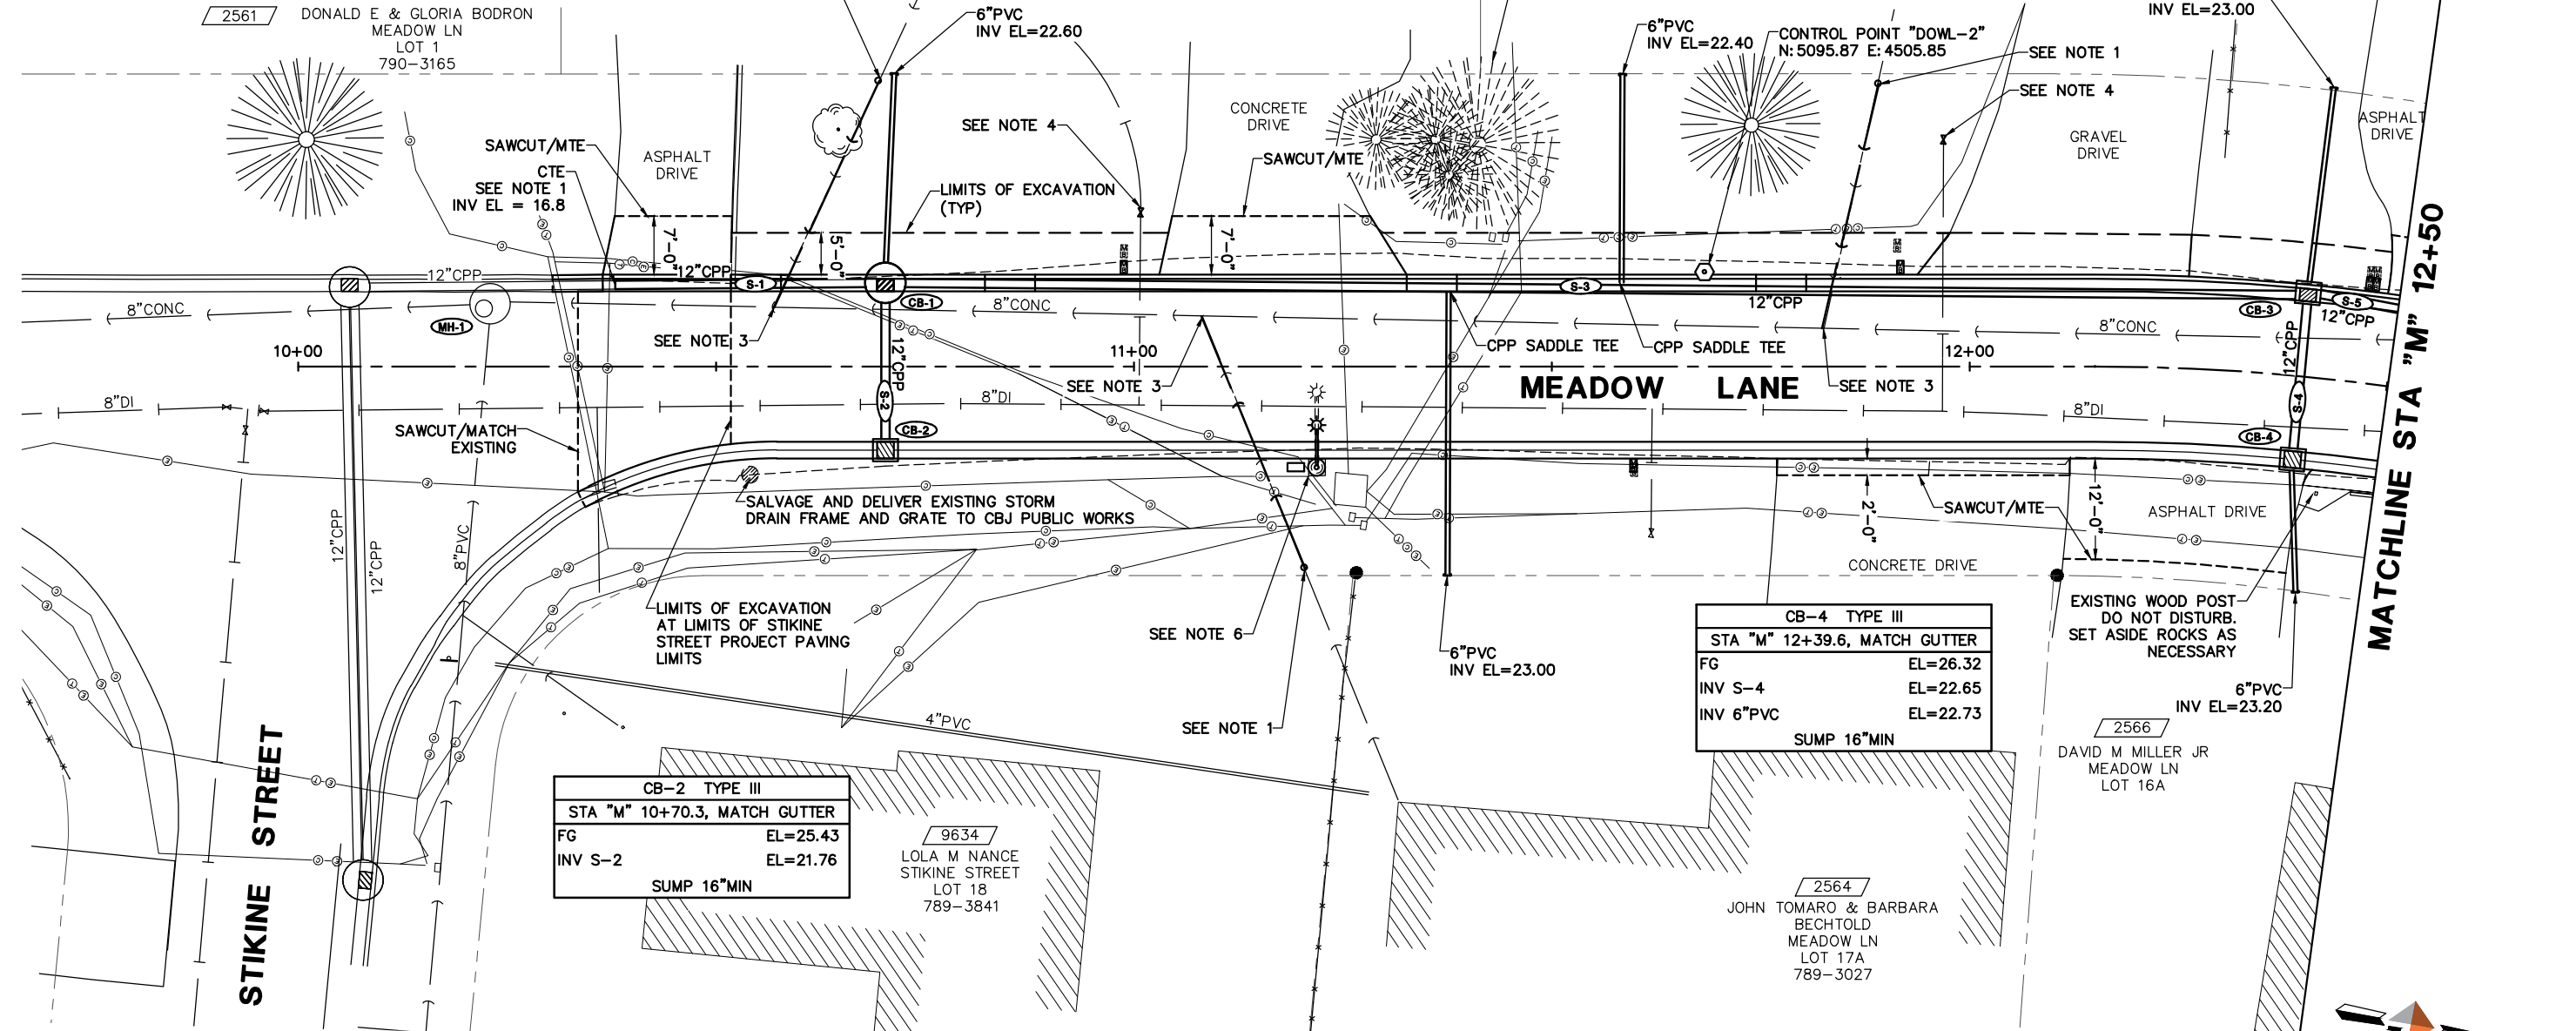 2561
DONALD E & GLORIA BODRON
MEADOW LN
LOT 1
790-3165
6"PVC
INV EL=22.60
6"PVC
INV EL=22.40
CONTROL POINT "DOWL-2"
N:5095.87 E:4505.85
SEE NOTE 1
SEE NOTE 4
INV EL=23.00
ASPHALT
DRIVE
GRAVEL
DRIVE
CONCRETE
DRIVE
SEE NOTE 4
SAWCUT/MTE
SAWCUT/MTE
CTE
SEE NOTE 1
INV EL = 16.8
ASPHALT
DRIVE
LIMITS OF EXCAVATION
(TYP)
7'-0"
5'-0"
7'-0"
12"CPP
12"CPP
S-1
CB-1
S-3
12"CPP
CB-3
S-5
12"CPP
8"CONC
MH-1
8"CONC
8"CONC
SEE NOTE 3
12"CPP
10+00
11+00
12+00
CPP SADDLE TEE
CPP SADDLE TEE
12"CPP
SEE NOTE 3
SEE NOTE 3
MEADOW LANE
8"DI
8"DI
8"DI
S-2
S-4
CB-2
CB-4
SAWCUT/MATCH
EXISTING
SALVAGE AND DELIVER EXISTING STORM
DRAIN FRAME AND GRATE TO CBJ PUBLIC WORKS
2'-0"
SAWCUT/MTE
12'-0"
ASPHALT DRIVE
CONCRETE DRIVE
12"CPP
12"CPP
8"PVC
LIMITS OF EXCAVATION
AT LIMITS OF STIKINE
STREET PROJECT PAVING
LIMITS
SEE NOTE 6
6"PVC
INV EL=23.00
SEE NOTE 1
4"PVC
EXISTING WOOD POST
DO NOT DISTURB.
SET ASIDE ROCKS AS
NECESSARY
6"PVC
INV EL=23.20
MATCHLINE STA "M" 12+50
CB-4 TYPE III
STA "M" 12+39.6, MATCH GUTTER
FG EL=26.32
INV S-4 EL=22.65
INV 6"PVC EL=22.73
SUMP 16"MIN
2566
DAVID M MILLER JR
MEADOW LN
LOT 16A
STIKINE STREET
CB-2 TYPE III
STA "M" 10+70.3, MATCH GUTTER
FG EL=25.43
INV S-2 EL=21.76
SUMP 16"MIN
9634
LOLA M NANCE
STIKINE STREET
LOT 18
789-3841
2564
JOHN TOMARO & BARBARA
BECHTOLD
MEADOW LN
LOT 17A
789-3027